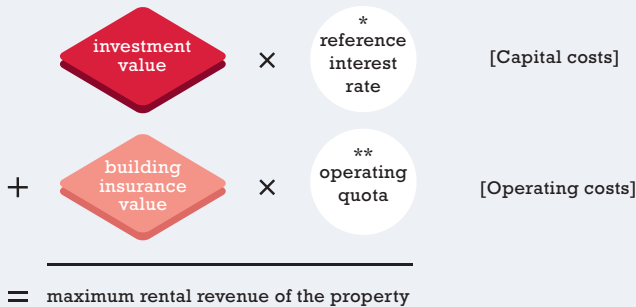 investment
value
×
*
reference
interest
rate
[Capital costs]
+
building
insurance
value
×
**
operating
quota
[Operating costs]
= maximum rental revenue of the property